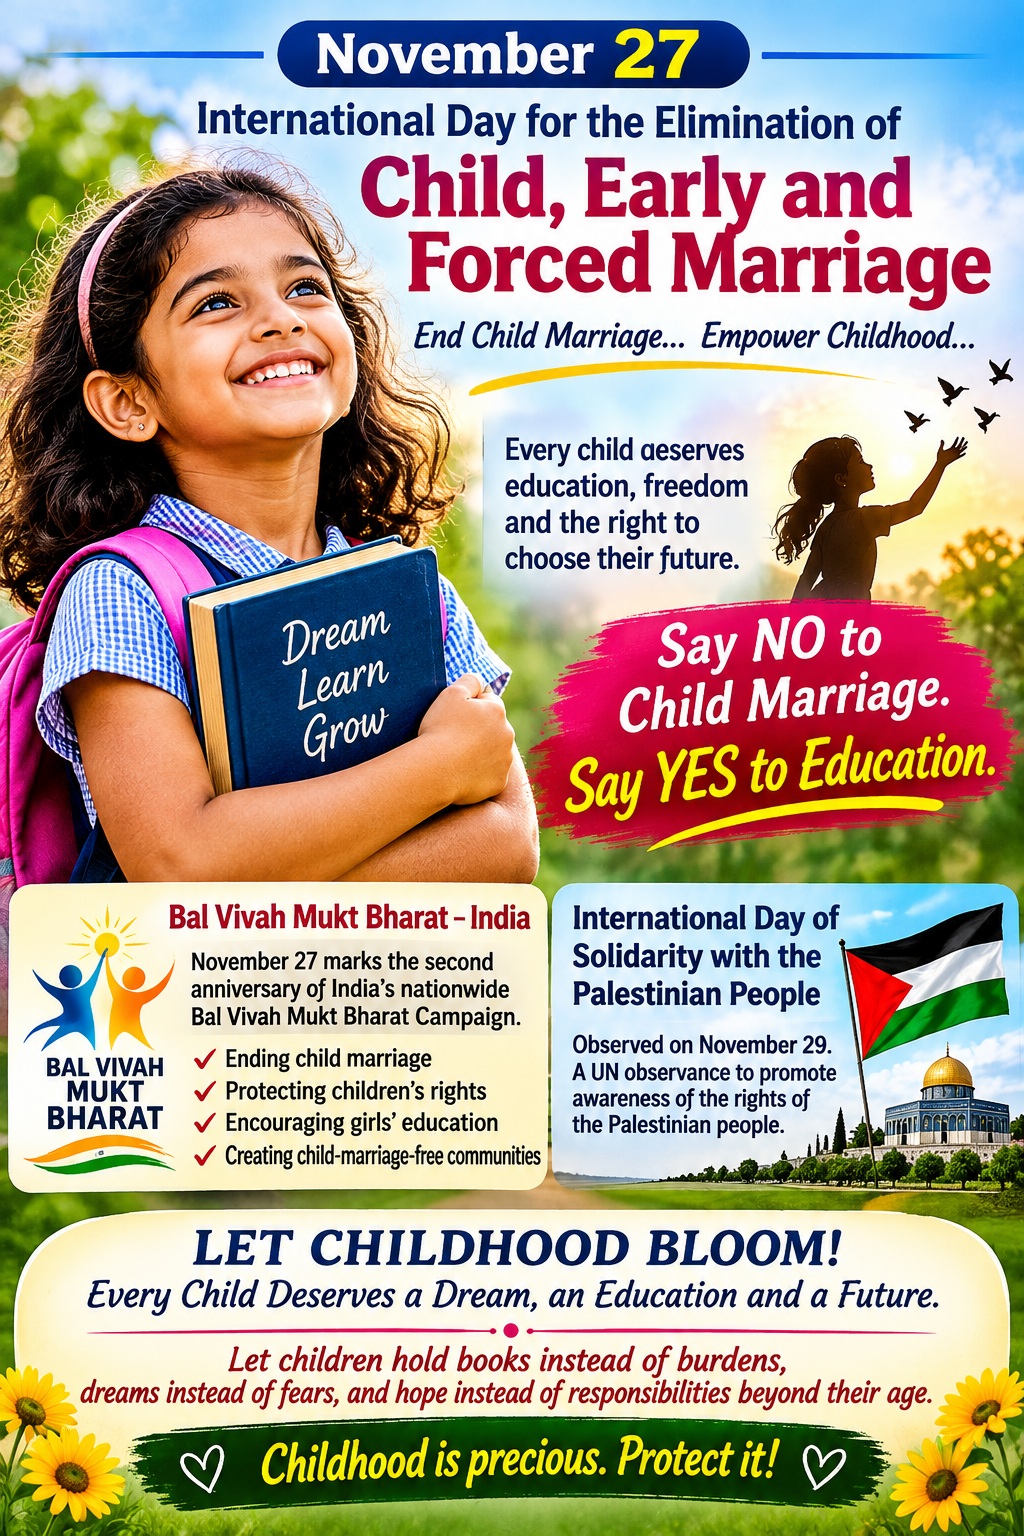 November 27
International Day for the Elimination of
Child, Early and
Forced Marriage
End Child Marriage... Empower Childhood...
Every child deserves
education, freedom
and the right to
choose their future.
Dream
Learn
Grow
Say NO to
Child Marriage.
Say YES to Education.
Bal Vivah Mukt Bharat – India
November 27 marks the second
anniversary of India's nationwide
Bal Vivah Mukt Bharat Campaign.
✓ Ending child marriage
✓ Protecting children's rights
✓ Encouraging girls' education
✓ Creating child-marriage-free communities
BAL VIVAH
MUKT
BHARAT
International Day of
Solidarity with the
Palestinian People
Observed on November 29.
A UN observance to promote
awareness of the rights of
the Palestinian people.
LET CHILDHOOD BLOOM!
Every Child Deserves a Dream, an Education and a Future.
Let children hold books instead of burdens,
dreams instead of fears, and hope instead of responsibilities beyond their age.
Childhood is precious. Protect it!